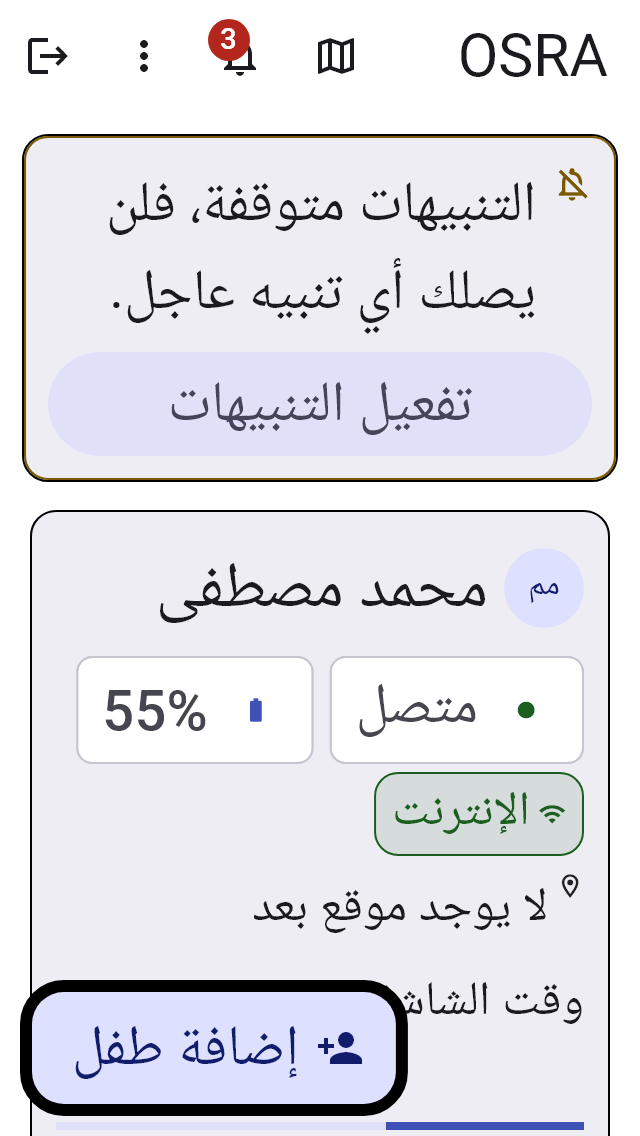 OSRA
3
التنبيهات متوقفة، فلن
يصلك أي تنبيه عاجل.
تفعيل التنبيهات
مم
محمد مصطفى
متصل
55%
الإنترنت
لا يوجد موقع بعد
وقت
إضافة طفل